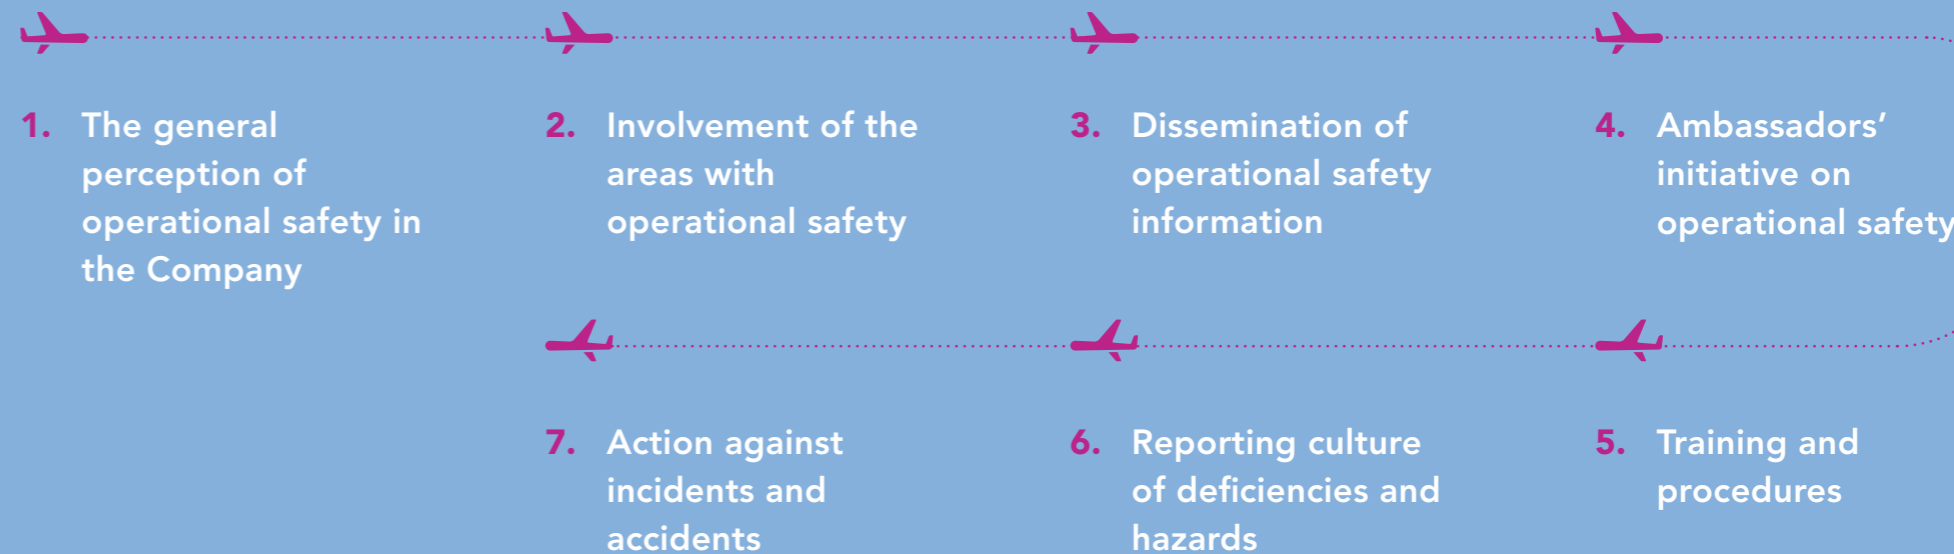 1. The general
perception of
operational safety in
the Company
2. Involvement of the
areas with
operational safety
3. Dissemination of
operational safety
information
4. Ambassadors’
initiative on
operational safety
5. Training and
procedures
6. Reporting culture
of deficiencies and
hazards
7. Action against
incidents and
accidents